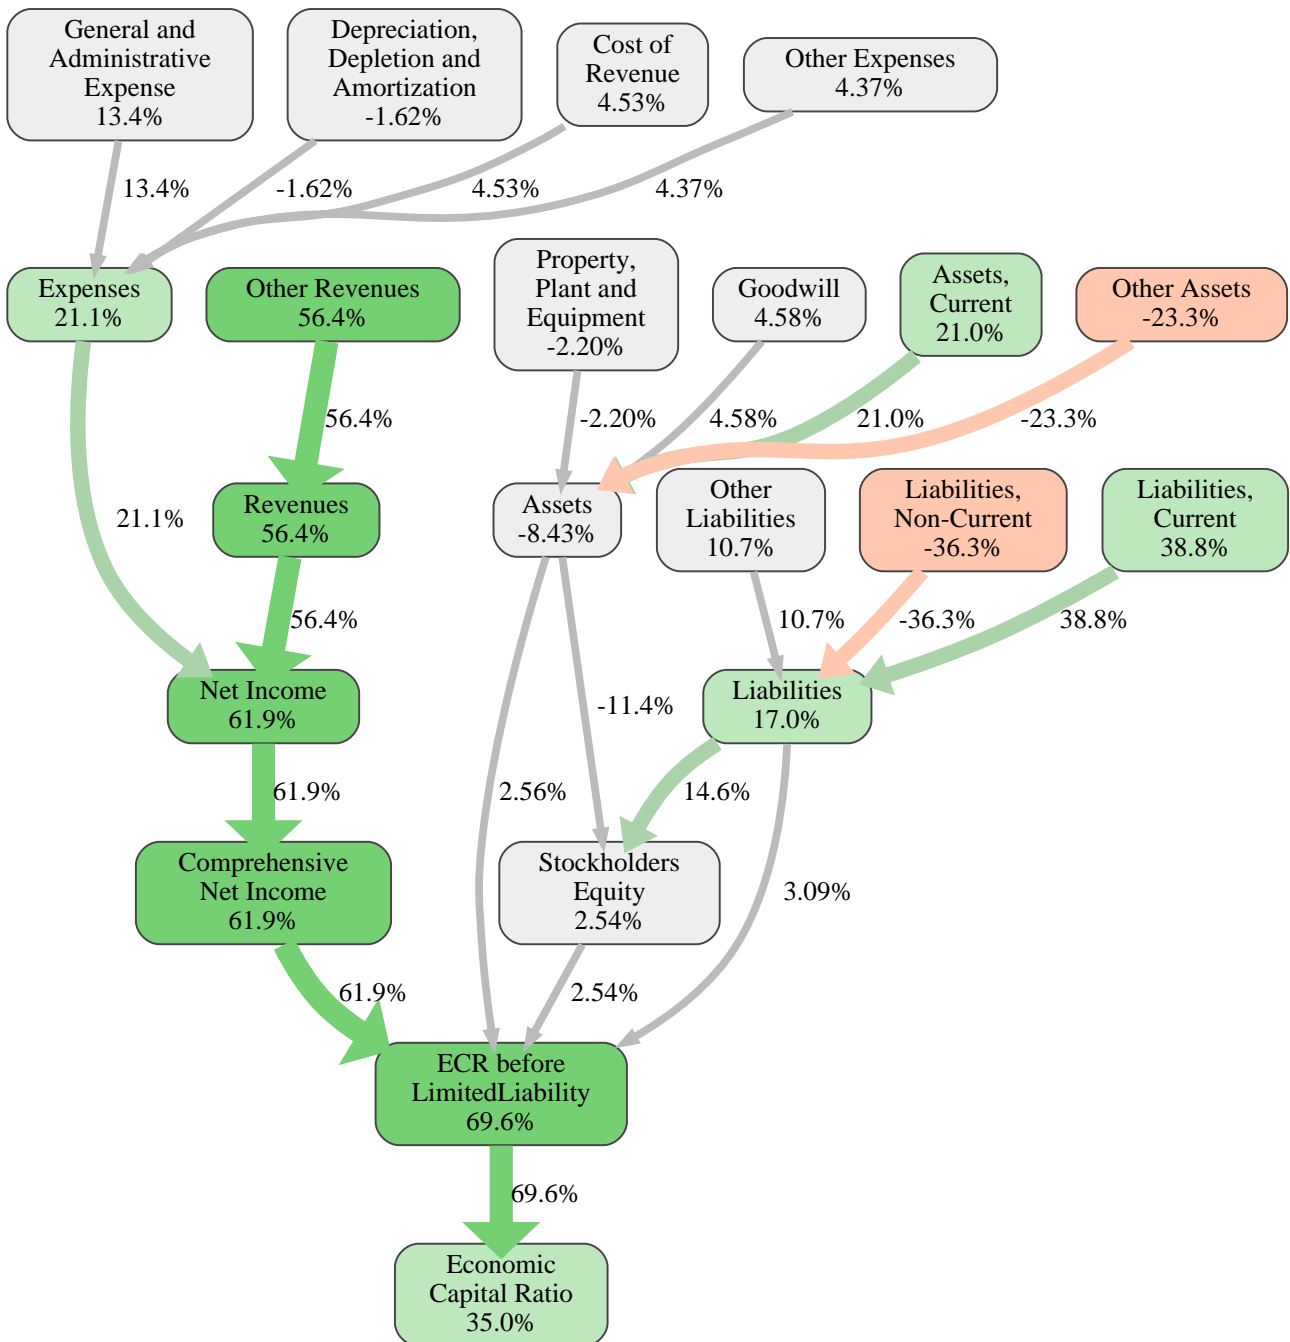 General and
Administrative
Expense
13.4%
Depreciation,
Depletion and
Amortization
-1.62%
Cost of
Revenue
4.53%
Other Expenses
4.37%
13.4%
-1.62%
4.53%
4.37%
Expenses
21.1%
Other Revenues
56.4%
Property,
Plant and
Equipment
-2.20%
Goodwill
4.58%
Assets,
Current
21.0%
Other Assets
-23.3%
56.4%
-2.20%
4.58%
21.0%
-23.3%
21.1%
Revenues
56.4%
Assets
-8.43%
Other
Liabilities
10.7%
Liabilities,
Non-Current
-36.3%
Liabilities,
Current
38.8%
56.4%
10.7%
-36.3%
38.8%
Net Income
61.9%
-11.4%
Liabilities
17.0%
61.9%
2.56%
14.6%
Comprehensive
Net Income
61.9%
Stockholders
Equity
2.54%
3.09%
61.9%
2.54%
ECR before
LimitedLiability
69.6%
69.6%
Economic
Capital Ratio
35.0%